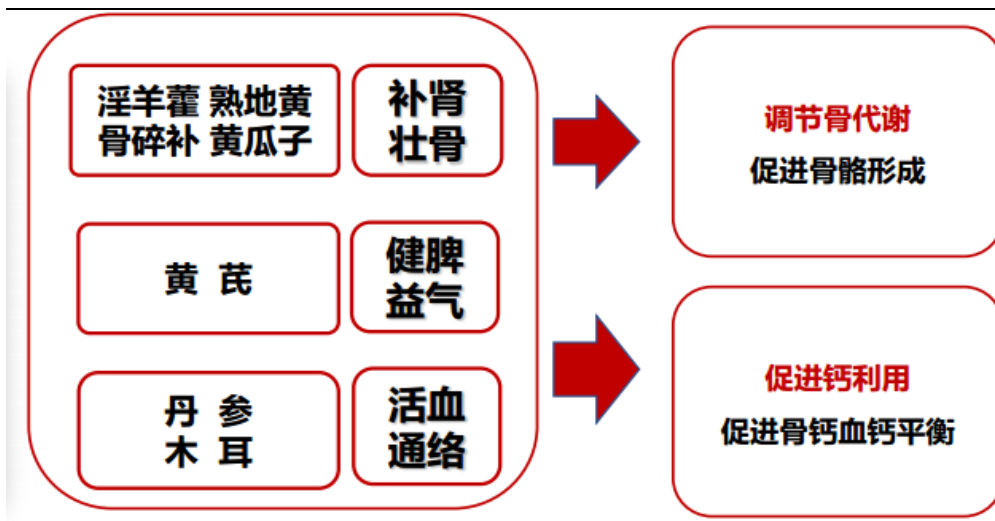 淫羊藿 熟地黄
骨碎补 黄瓜子
补肾
壮骨
黄 芪
健脾
益气
丹 参
木 耳
活血
通络
调节骨代谢
促进骨骼形成
促进钙利用
促进骨钙血钙平衡